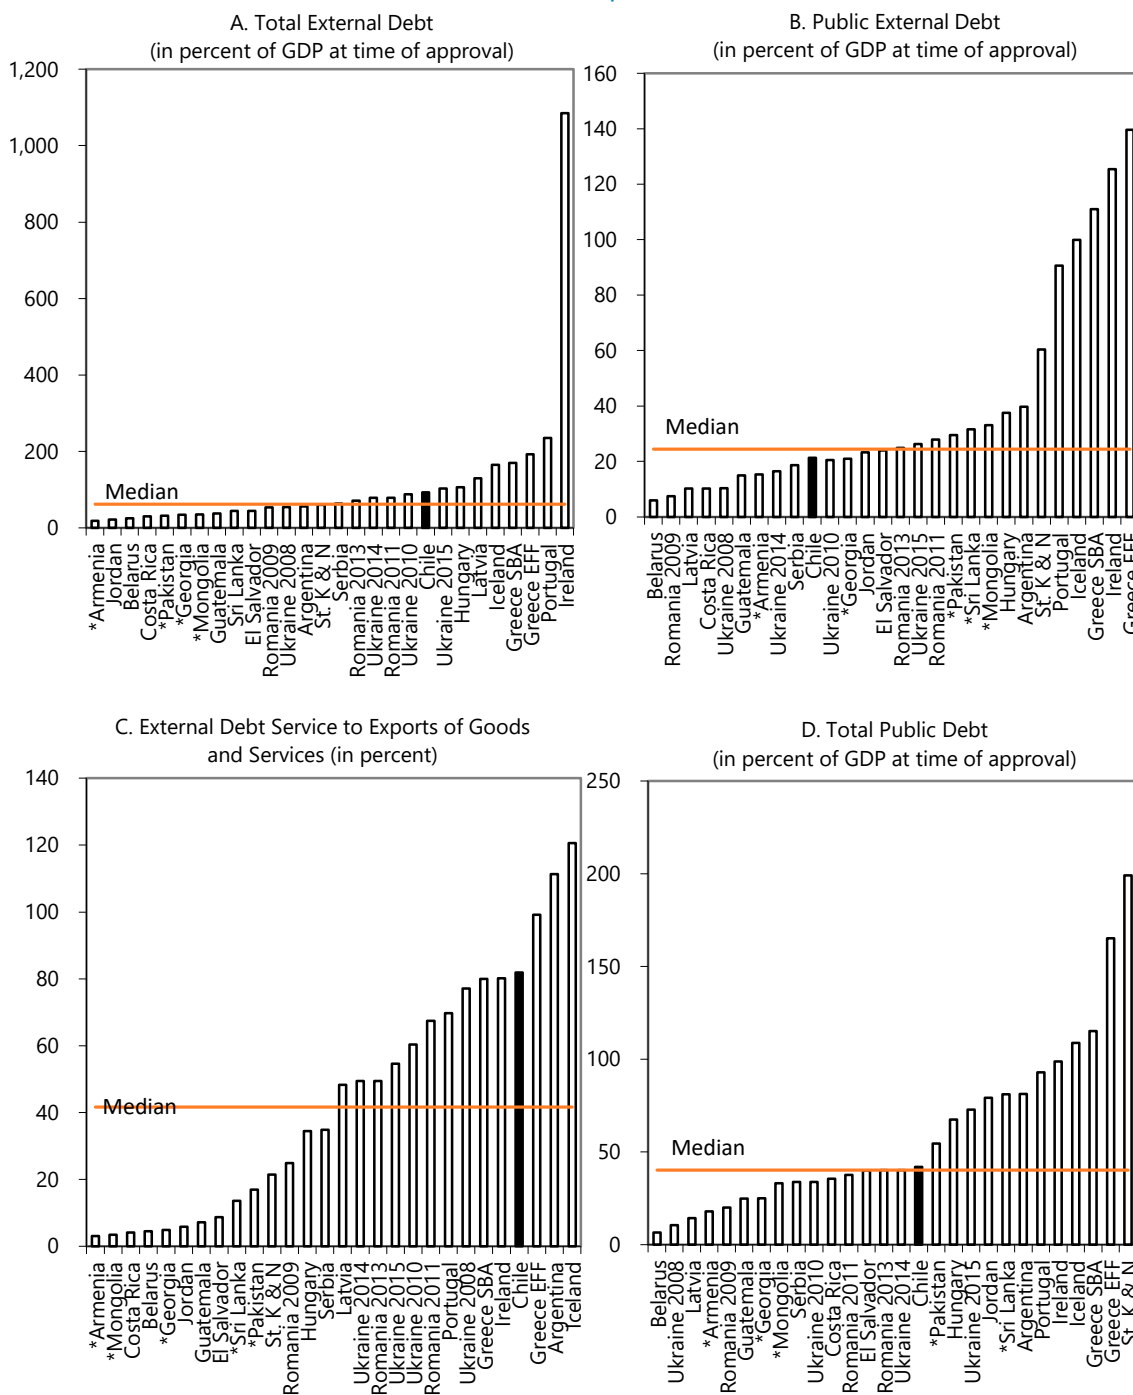 A. Total External Debt
(in percent of GDP at time of approval)
1,200
1,000
800
600
400
200
0
Median
*Armenia
Jordan
Belarus
Costa Rica
*Pakistan
*Georgia
*Mongolia
Guatemala
*Sri Lanka
El Salvador
Romania 2009
Ukraine 2008
Argentina
St. K & N
Serbia
Romania 2013
Ukraine 2014
Romania 2011
Ukraine 2010
Chile
Ukraine 2015
Hungary
Latvia
Iceland
Greece SBA
Greece EFF
Portugal
Ireland
B. Public External Debt
(in percent of GDP at time of approval)
160
140
120
100
80
60
40
20
0
Median
Belarus
Romania 2009
Latvia
Costa Rica
Ukraine 2008
Guatemala
*Armenia
Ukraine 2014
Serbia
Chile
Ukraine 2010
*Georgia
Jordan
El Salvador
Romania 2013
Ukraine 2015
Romania 2011
*Pakistan
*Sri Lanka
*Mongolia
Hungary
Argentina
St. K & N
Portugal
Iceland
Greece SBA
Ireland
Greece EFF
C. External Debt Service to Exports of Goods
and Services (in percent)
140
120
100
80
60
40
20
0
Median
*Armenia
*Mongolia
Costa Rica
Belarus
*Georgia
Jordan
Guatemala
El Salvador
*Sri Lanka
*Pakistan
St. K & N
Romania 2009
Hungary
Serbia
Latvia
Ukraine 2014
Romania 2013
Ukraine 2015
Ukraine 2010
Romania 2011
Portugal
Ukraine 2008
Greece SBA
Ireland
Chile
Greece EFF
Argentina
Iceland
D. Total Public Debt
(in percent of GDP at time of approval)
250
200
150
100
50
0
Median
Belarus
Ukraine 2008
Latvia
*Armenia
Romania 2009
Guatemala
*Georgia
*Mongolia
Serbia
Ukraine 2010
Costa Rica
Romania 2011
El Salvador
Romania 2013
Ukraine 2014
Chile
*Pakistan
Hungary
Ukraine 2015
Jordan
*Sri Lanka
Argentina
Portugal
Ireland
Iceland
Greece SBA
Greece EFF
St. K & N